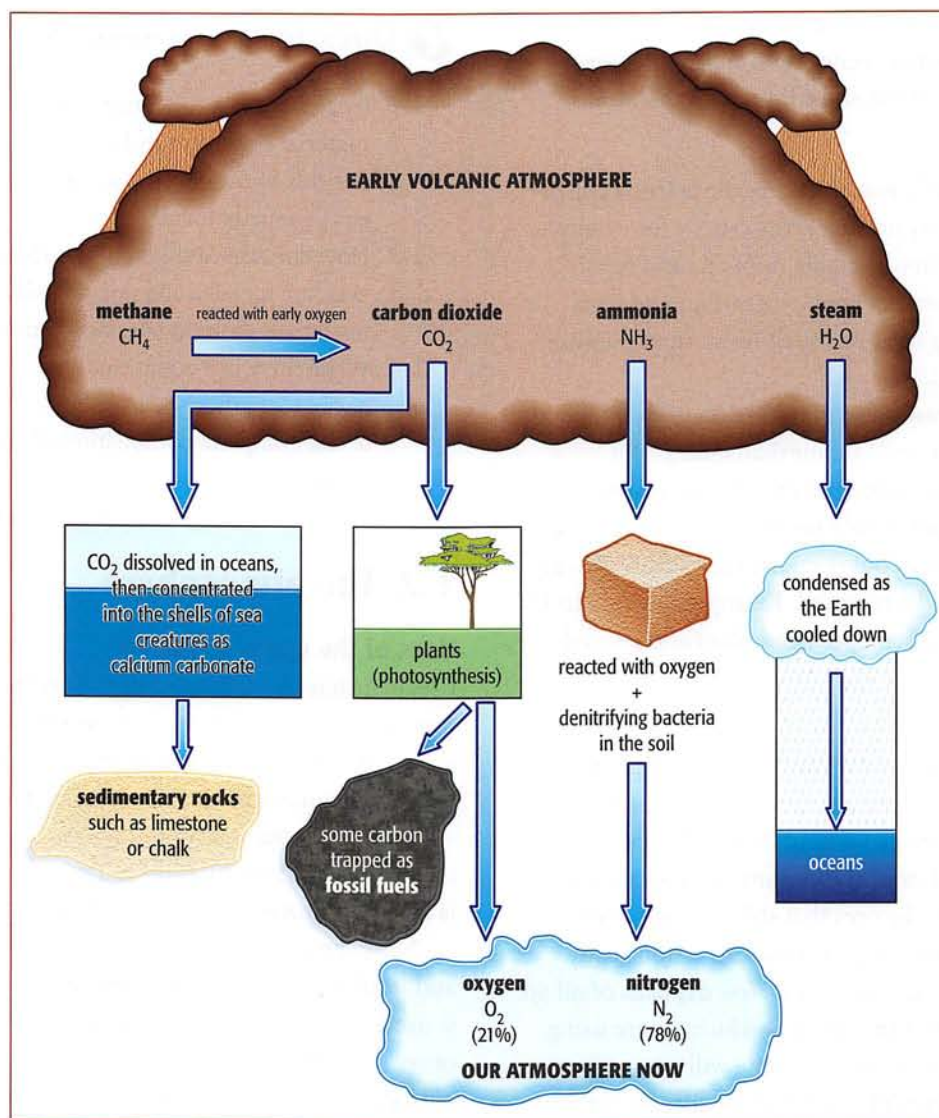 EARLY VOLCANIC ATMOSPHERE
methane
CH₄
reacted with early oxygen
carbon dioxide
CO₂
ammonia
NH₃
steam
H₂O
CO₂ dissolved in oceans,
then concentrated
into the shells of sea
creatures as
calcium carbonate
plants
(photosynthesis)
reacted with oxygen
+
denitrifying bacteria
in the soil
condensed as
the Earth
cooled down
sedimentary rocks
such as limestone
or chalk
some carbon
trapped as
fossil fuels
oceans
oxygen
O₂
(21%)
nitrogen
N₂
(78%)
OUR ATMOSPHERE NOW